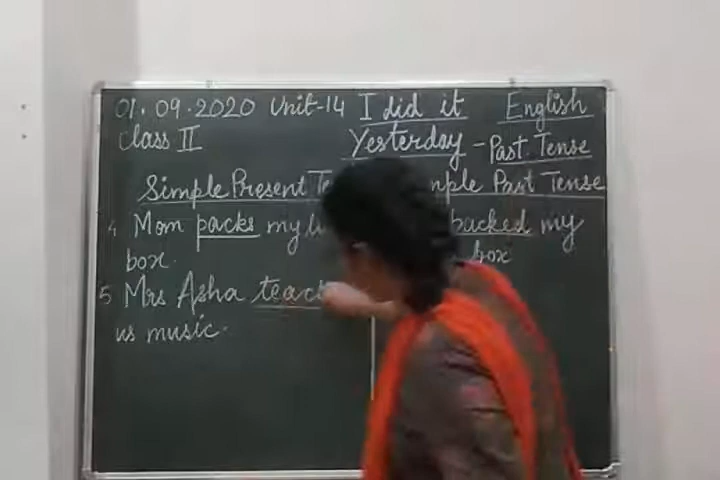 01.09.2020 Unit-14 I did it English
Class II Yesterday - Past Tense
Simple Present Past Tense
4 Mom packs my packed my
box. box
5 Mrs Asha
us music.